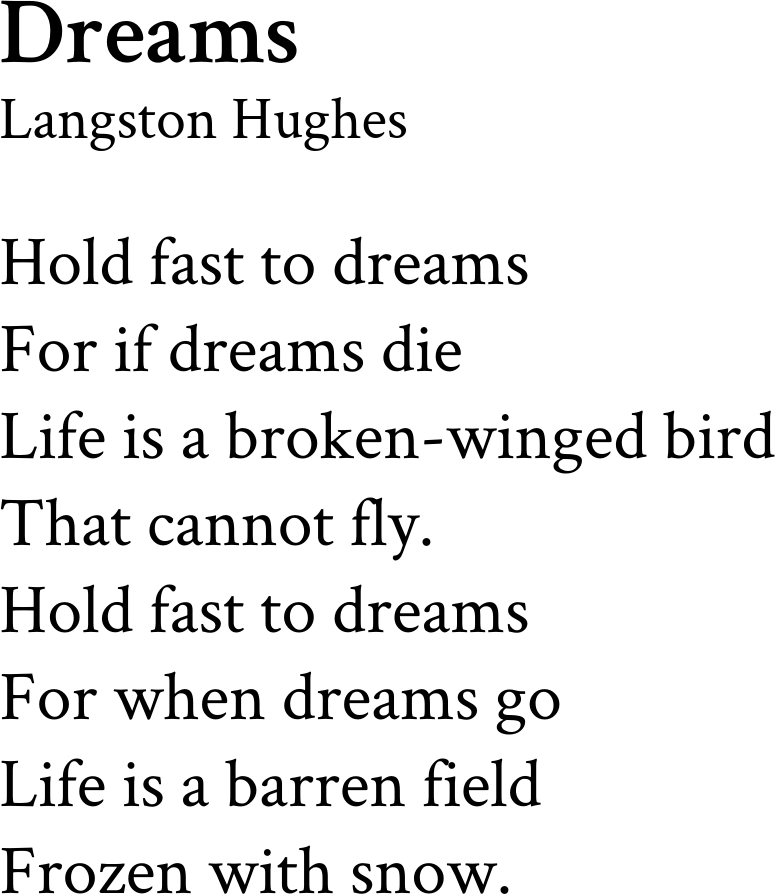 Dreams
Langston Hughes
Hold fast to dreams
For if dreams die
Life is a broken-winged bird
That cannot fly.
Hold fast to dreams
For when dreams go
Life is a barren field
Frozen with snow.